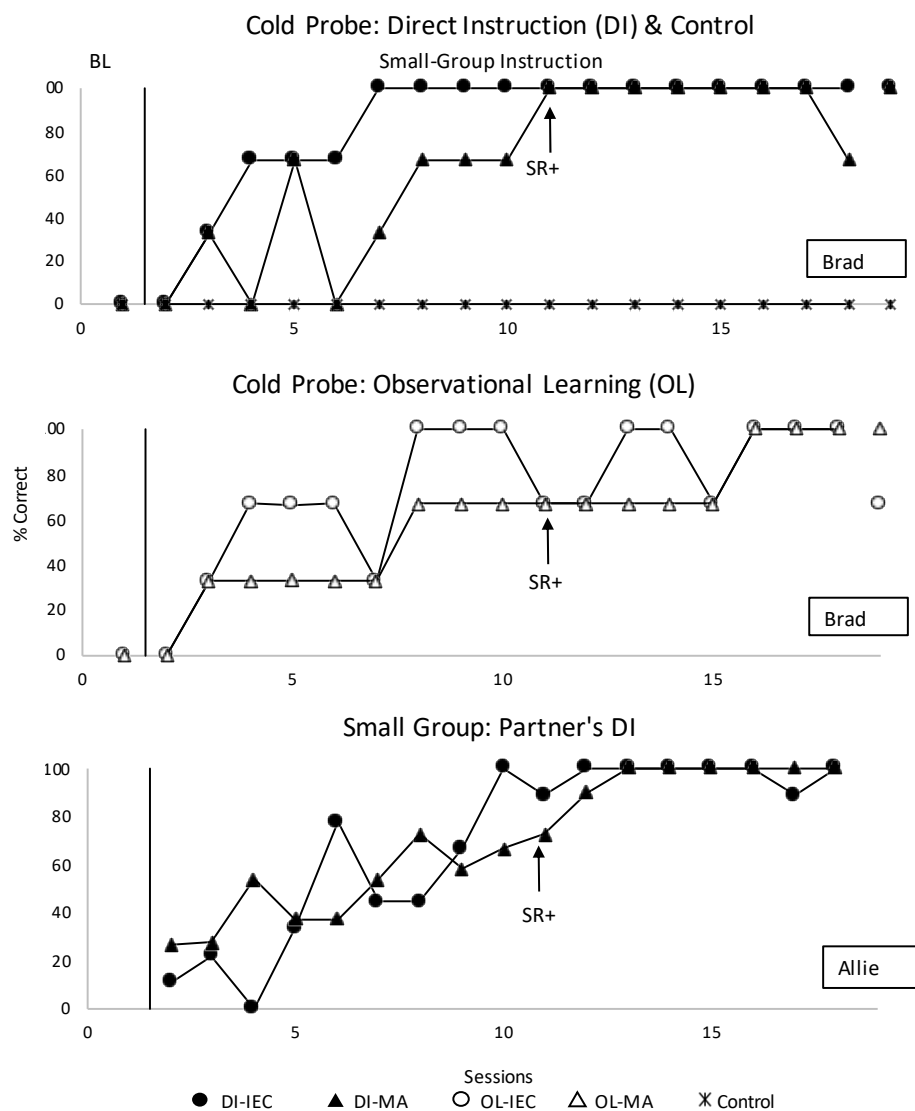 Cold Probe: Direct Instruction (DI) & Control
BL Small-Group Instruction
00
80
60
40
20
0
SR+
Brad
0 5 10 15
Cold Probe: Observational Learning (OL)
00
80
60
40
20
0
% Correct
SR+
Brad
0 5 10 15
Small Group: Partner's DI
100
80
60
40
20
0
SR+
Allie
0 5 10 15
Sessions
DI-IEC DI-MA OL-IEC OL-MA Control